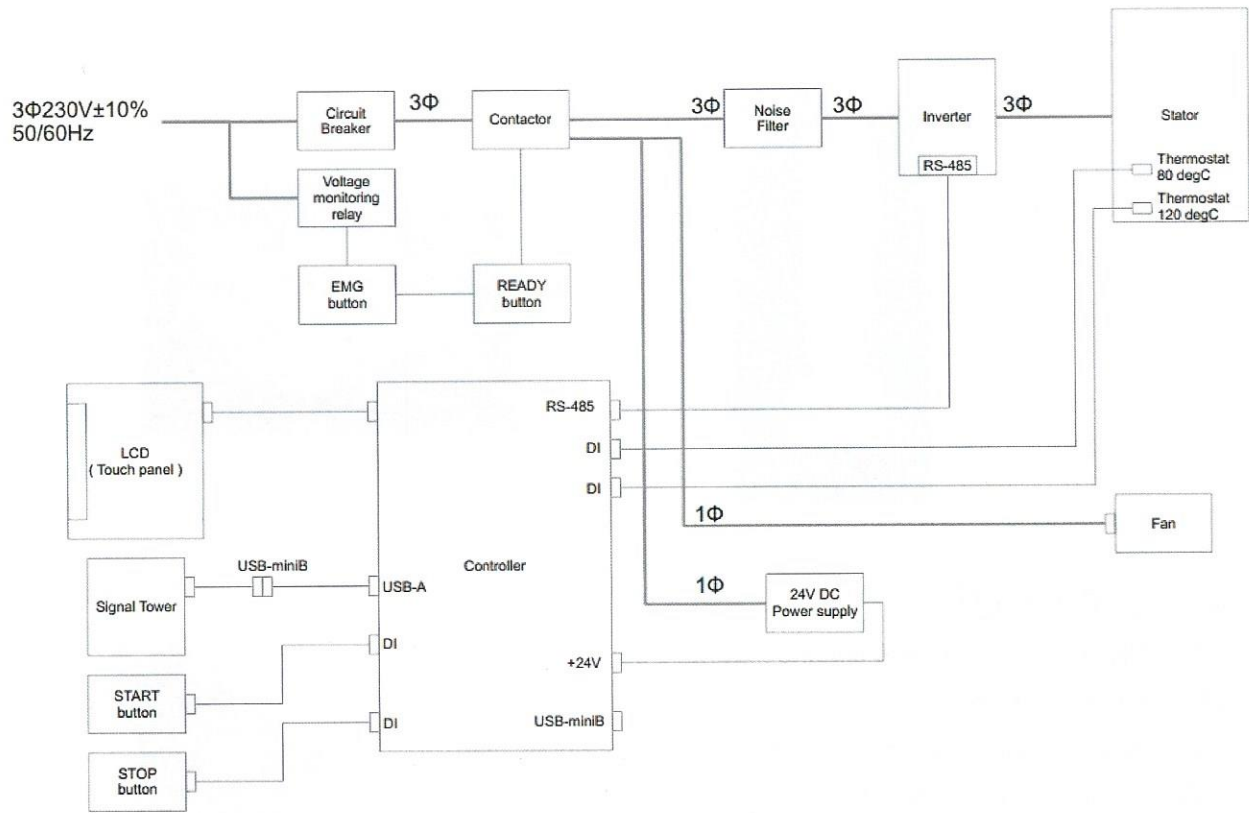 3Φ230V±10%
50/60Hz
Circuit
Breaker
3Φ
Contactor
3Φ
Noise
Filter
3Φ
Inverter
RS-485
3Φ
Stator
Thermostat
80 degC
Thermostat
120 degC
Voltage
monitoring
relay
EMG
button
READY
button
LCD
( Touch panel )
RS-485
DI
DI
1Φ
Fan
Signal Tower
USB-miniB
USB-A
Controller
1Φ
24V DC
Power supply
DI
+24V
START
button
USB-miniB
DI
STOP
button